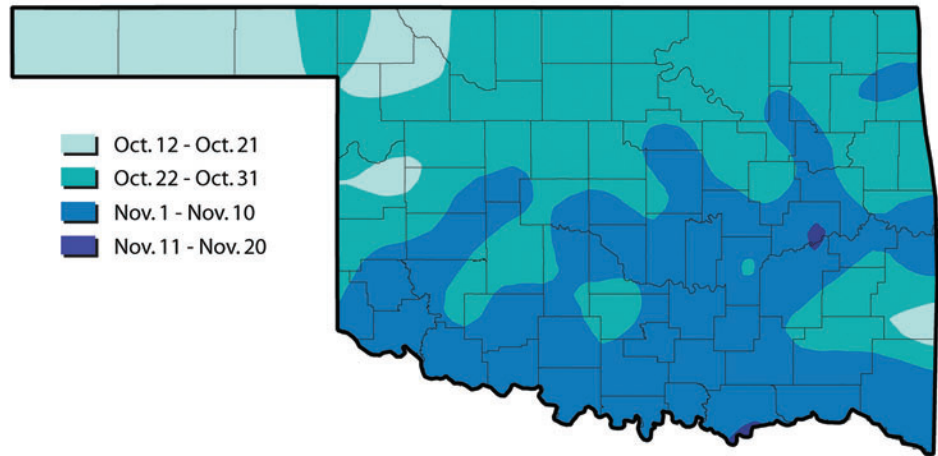 Oct. 12 - Oct. 21
Oct. 22 - Oct. 31
Nov. 1 - Nov. 10
Nov. 11 - Nov. 20